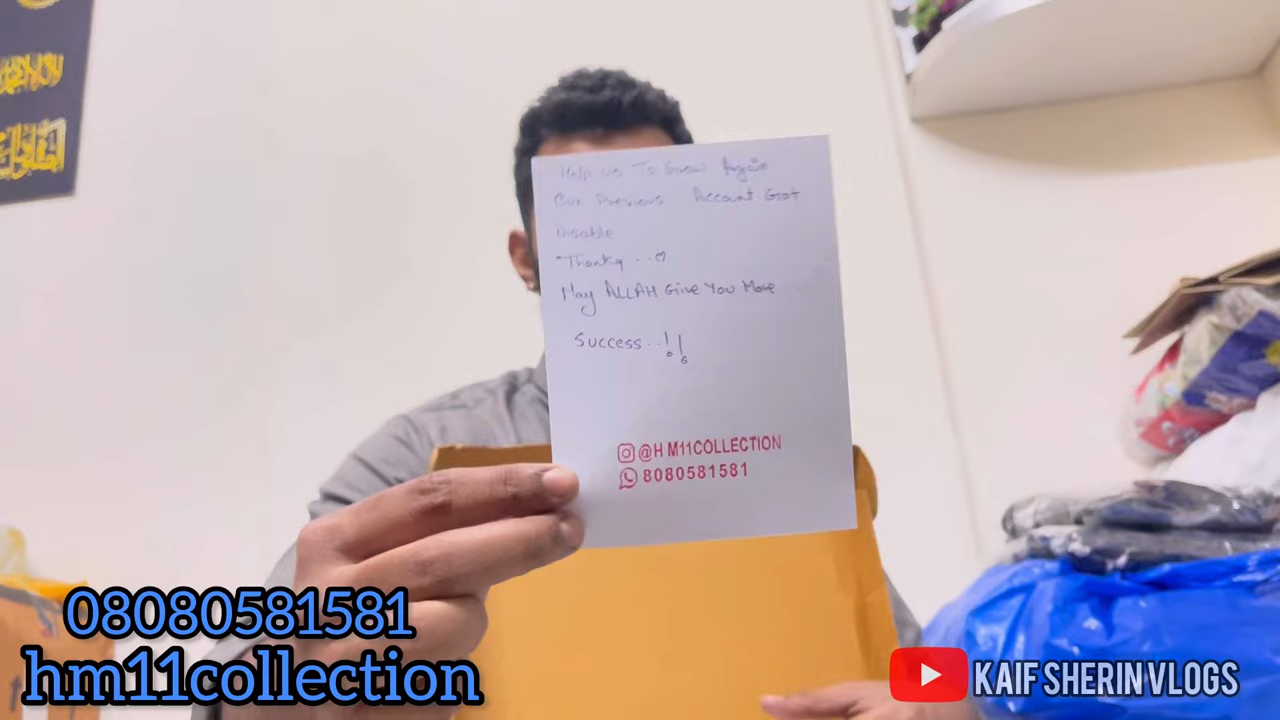 Help us To Grow Again
Our Previous Account Got
Disable
Thankq --♡
May ALLAH Give You More
Success..!!
@H M11COLLECTION
8080581581
08080581581
hm11collection
KAIF SHERIN VLOGS